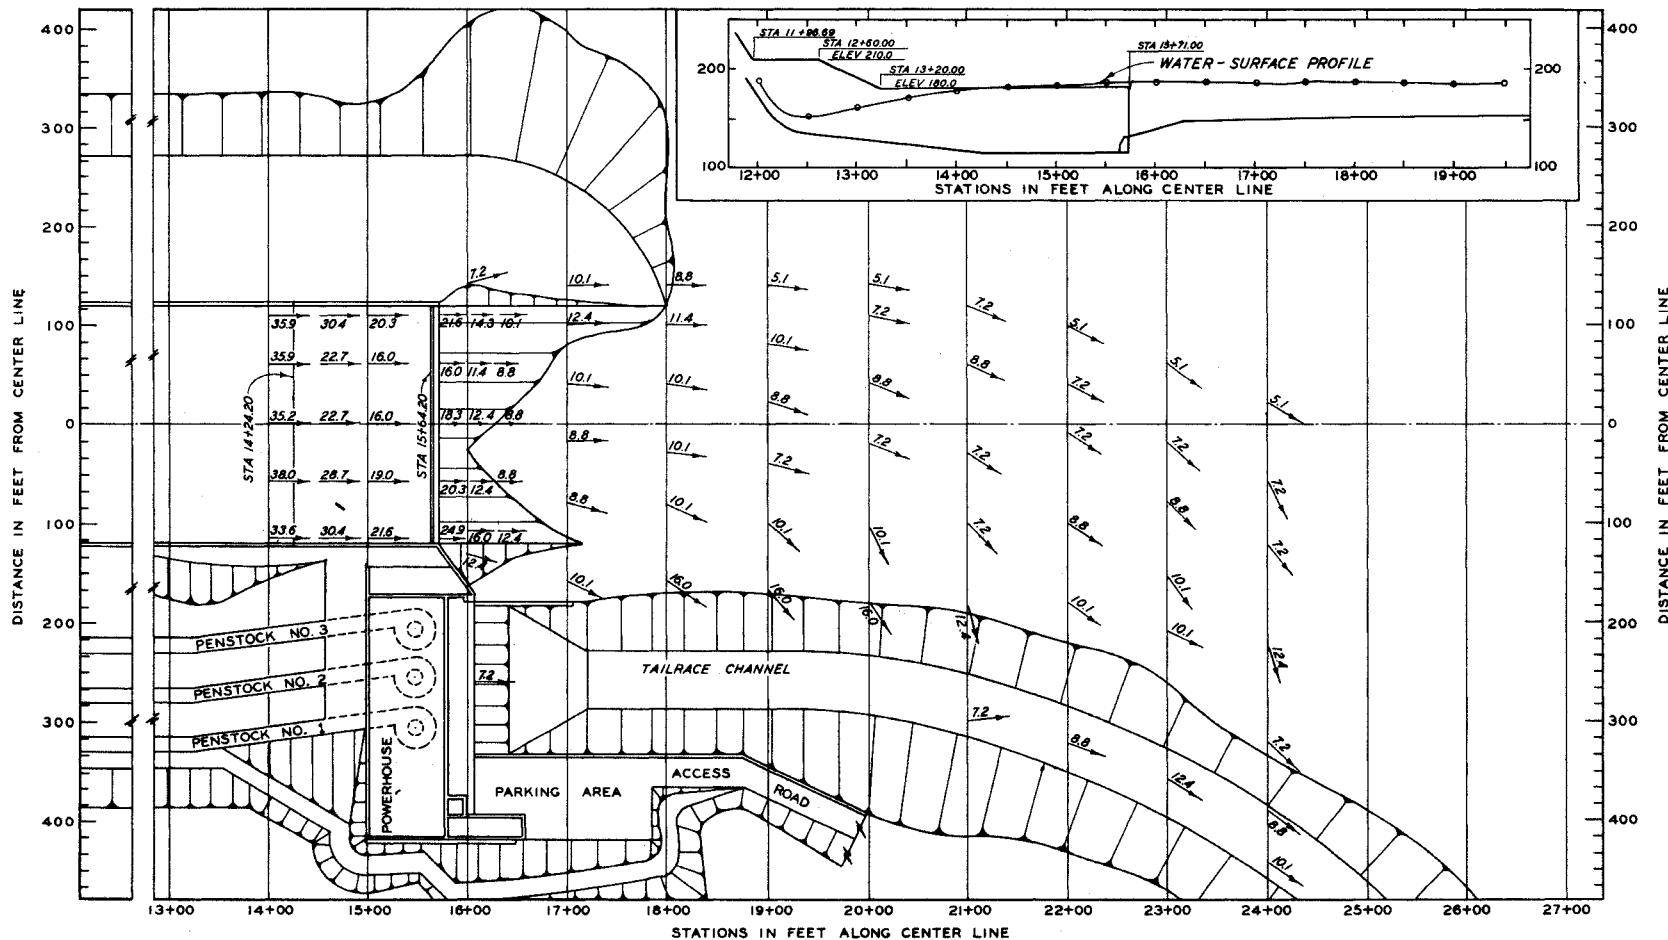 400
300
200
100
0
100
200
300
400
DISTANCE IN FEET FROM CENTER LINE
STA 11+96.69
STA 12+60.00
ELEV 210.0
STA 13+20.00
ELEV 180.0
STA 15+71.00
WATER-SURFACE PROFILE
200
100
200
100
12+00 13+00 14+00 15+00 16+00 17+00 18+00 19+00
STATIONS IN FEET ALONG CENTER LINE
400
300
200
100
0
100
200
300
400
DISTANCE IN FEET FROM CENTER LINE
7.2 10.1 8.8 5.1 5.1 7.2
35.9 30.4 20.3 21.6 14.3 10.1 12.4 11.4 7.2 5.1
10.1
35.9 22.7 16.0 16.0 11.4 8.8 10.1 10.1 8.8 8.8 7.2 5.1
STA 14+24.20
STA 15+64.20
35.2 22.7 16.0 18.3 12.4 8.8 8.8 5.1
8.8 10.1 7.2 7.2 7.2 7.2 7.2
38.0 28.7 19.0 20.3 12.4 8.8 7.2
8.8 10.1 10.1 10.1 7.2 8.8 8.8
33.6 30.4 21.6 24.9 16.0 12.4 7.2
10.1 16.0 16.0 16.0 12.4 10.1 10.1
10.1 12.4
PENSTOCK NO. 3
PENSTOCK NO. 2
PENSTOCK NO. 1
POWERHOUSE
7.2
TAILRACE CHANNEL
7.2 8.8 7.2
12.4 8.8 10.1
PARKING AREA
ACCESS
ROAD
13+00 14+00 15+00 16+00 17+00 18+00 19+00 20+00 21+00 22+00 23+00 24+00 25+00 26+00 27+00
STATIONS IN FEET ALONG CENTER LINE